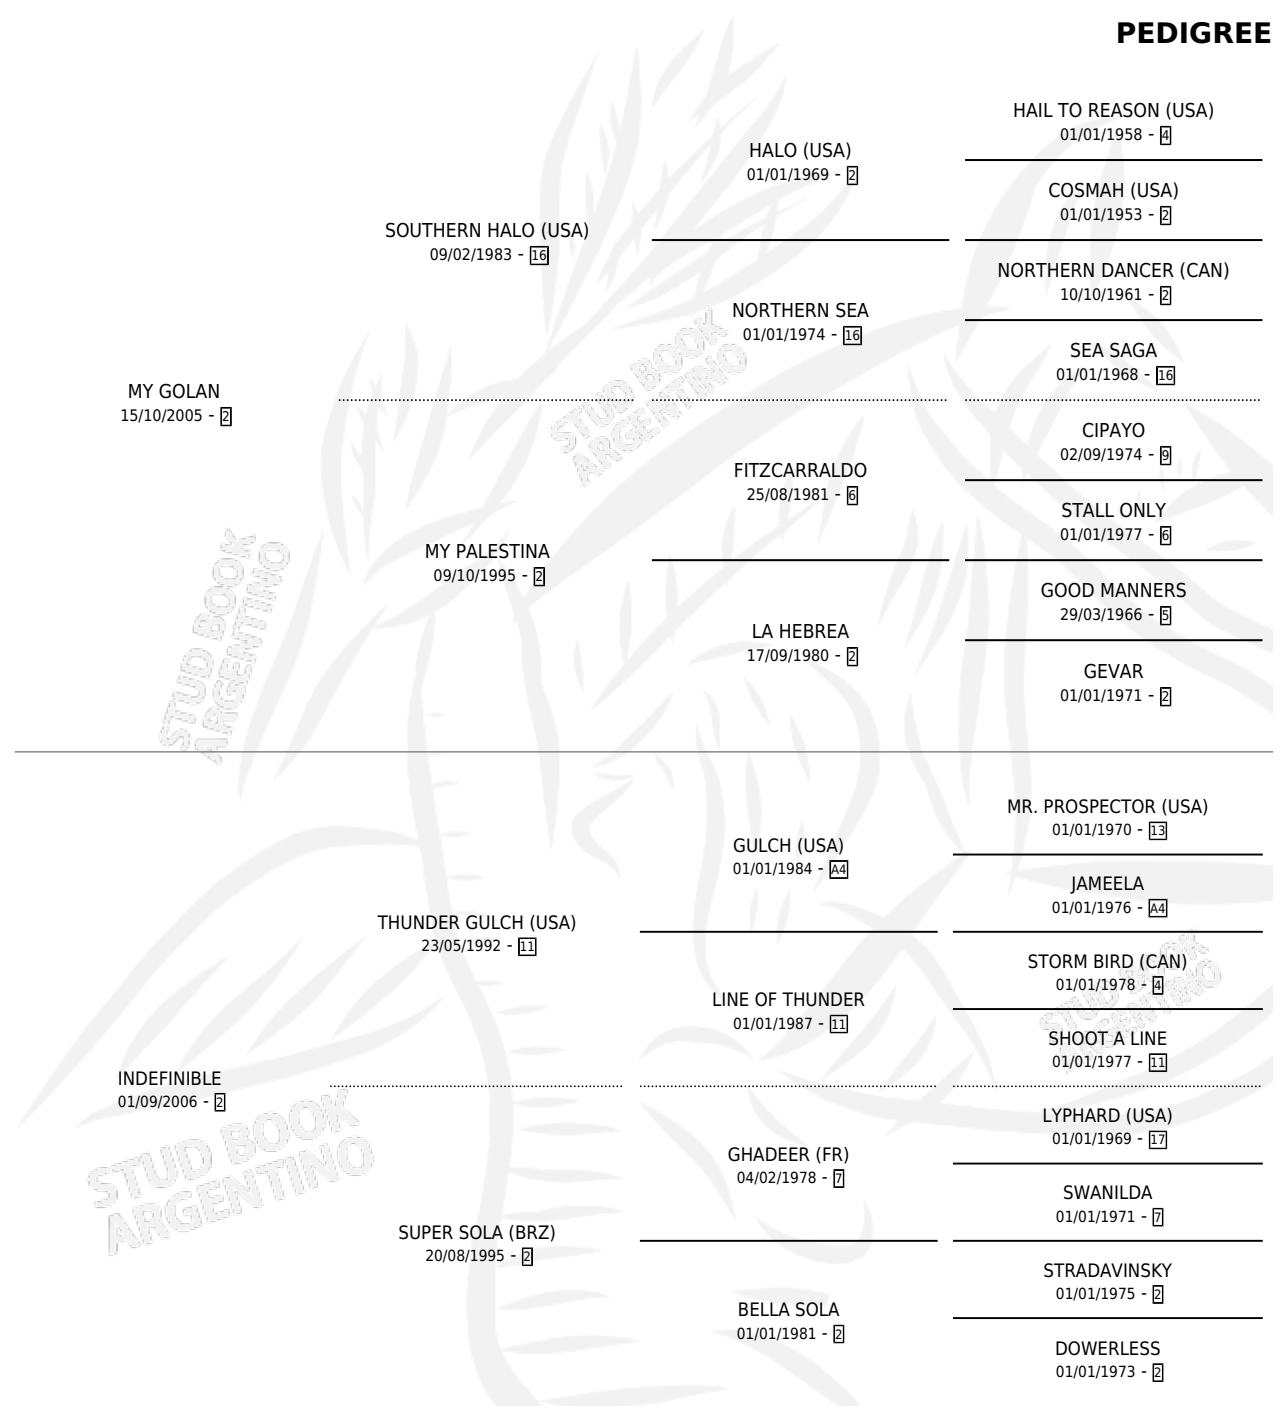 PEDIGREE
HAIL TO REASON (USA)
01/01/1958 - 4
HALO (USA)
01/01/1969 - 2
COSMAH (USA)
01/01/1953 - 2
SOUTHERN HALO (USA)
09/02/1983 - 16
NORTHERN DANCER (CAN)
10/10/1961 - 2
NORTHERN SEA
01/01/1974 - 16
SEA SAGA
01/01/1968 - 16
MY GOLAN
15/10/2005 - 2
CIPAYO
02/09/1974 - 9
FITZCARRALDO
25/08/1981 - 6
STALL ONLY
01/01/1977 - 6
MY PALESTINA
09/10/1995 - 2
GOOD MANNERS
29/03/1966 - 5
LA HEBREA
17/09/1980 - 2
GEVAR
01/01/1971 - 2
MR. PROSPECTOR (USA)
01/01/1970 - 13
GULCH (USA)
01/01/1984 - A4
JAMEELA
01/01/1976 - A4
THUNDER GULCH (USA)
23/05/1992 - 11
STORM BIRD (CAN)
01/01/1978 - 4
LINE OF THUNDER
01/01/1987 - 11
SHOOT A LINE
01/01/1977 - 11
INDEFINIBLE
01/09/2006 - 2
LYPHARD (USA)
01/01/1969 - 17
GHADEER (FR)
04/02/1978 - 7
SWANILDA
01/01/1971 - 7
SUPER SOLA (BRZ)
20/08/1995 - 2
STRADAVINSKY
01/01/1975 - 2
BELLA SOLA
01/01/1981 - 2
DOWERLESS
01/01/1973 - 2
STUD BOOK
ARGENTINO
STUD BOOK
ARGENTINO
STUD BOOK
ARGENTINO
STUD BOOK
ARGENTINO